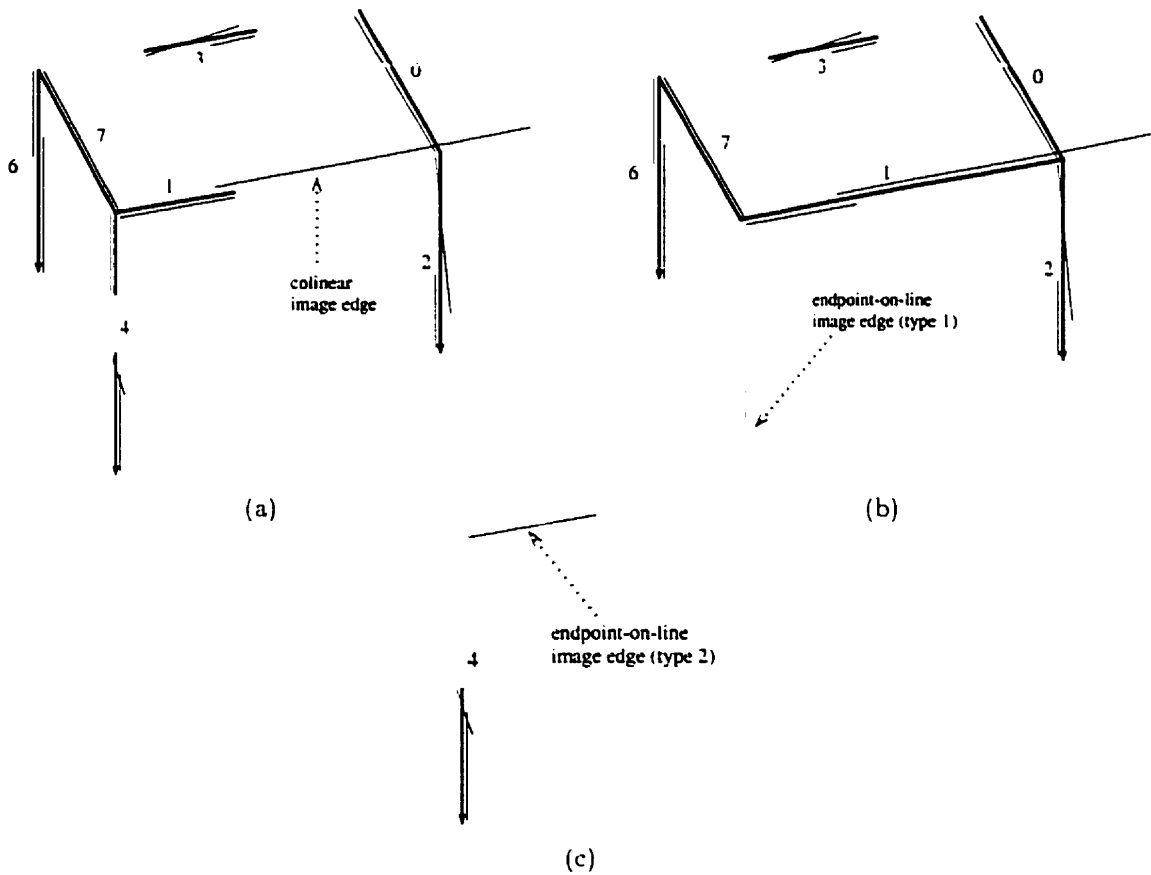 3
0
7
6
1
2
colinear
image edge
4
(a)
3
0
7
6
1
2
endpoint-on-line
image edge (type 1)
(b)
endpoint-on-line
image edge (type 2)
4
(c)